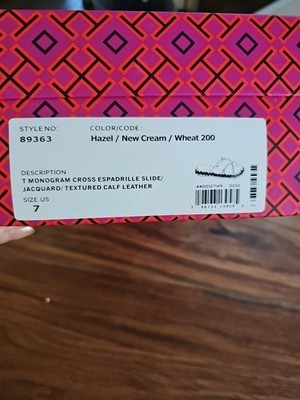 STYLE NO:
COLOR/CODE:
89363
Hazel / New Cream / Wheat 200
DESCRIPTION
T MONOGRAM CROSS ESPADRILLE SLIDE/
JACQUARD/ TEXTURED CALF LEATHER
SIZE US
7